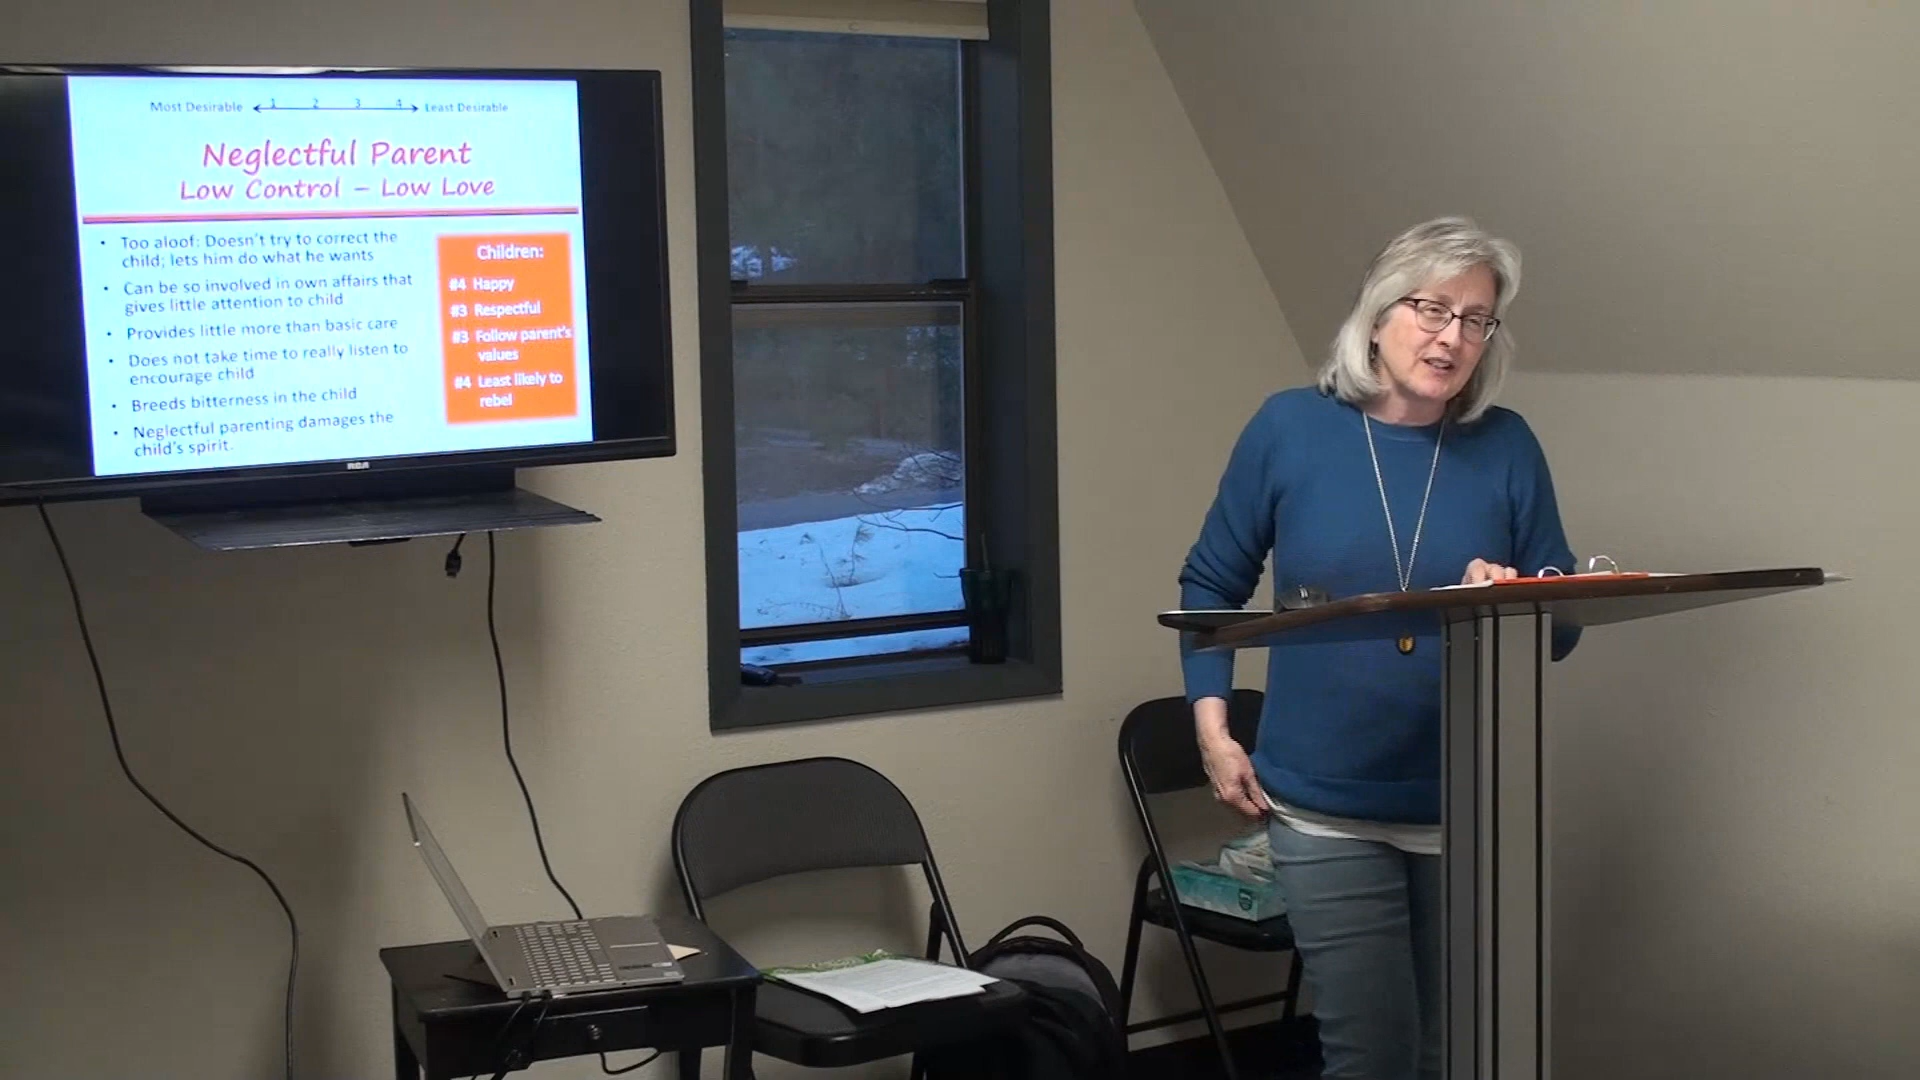 Most Desirable 1 2 3 4 Least Desirable
Neglectful Parent
Low Control – Low Love
• Too aloof: Doesn't try to correct the
child; lets him do what he wants
• Can be so involved in own affairs that
gives little attention to child
• Provides little more than basic care
• Does not take time to really listen to
encourage child
• Breeds bitterness in the child
• Neglectful parenting damages the
child's spirit.
Children:
#4 Happy
#3 Respectful
#3 Follow parent's
values
#4 Least likely to
rebel
RCA